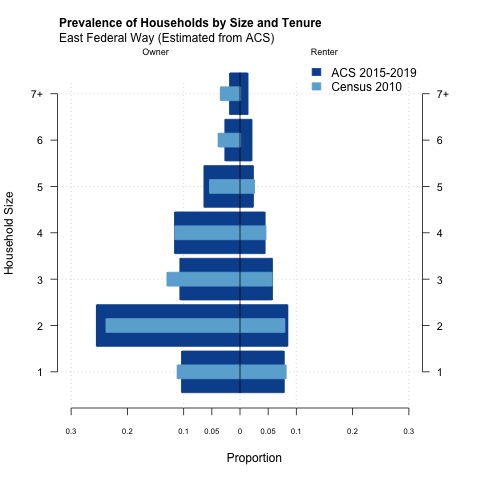 Prevalence of Households by Size and Tenure
East Federal Way (Estimated from ACS)
Owner Renter
ACS 2015-2019
Census 2010
7+ 7+
6 6
5 5
4 4
3 3
2 2
1 1
Household Size
0.3 0.2 0.1 0.05 0 0.05 0.1 0.2 0.3
Proportion